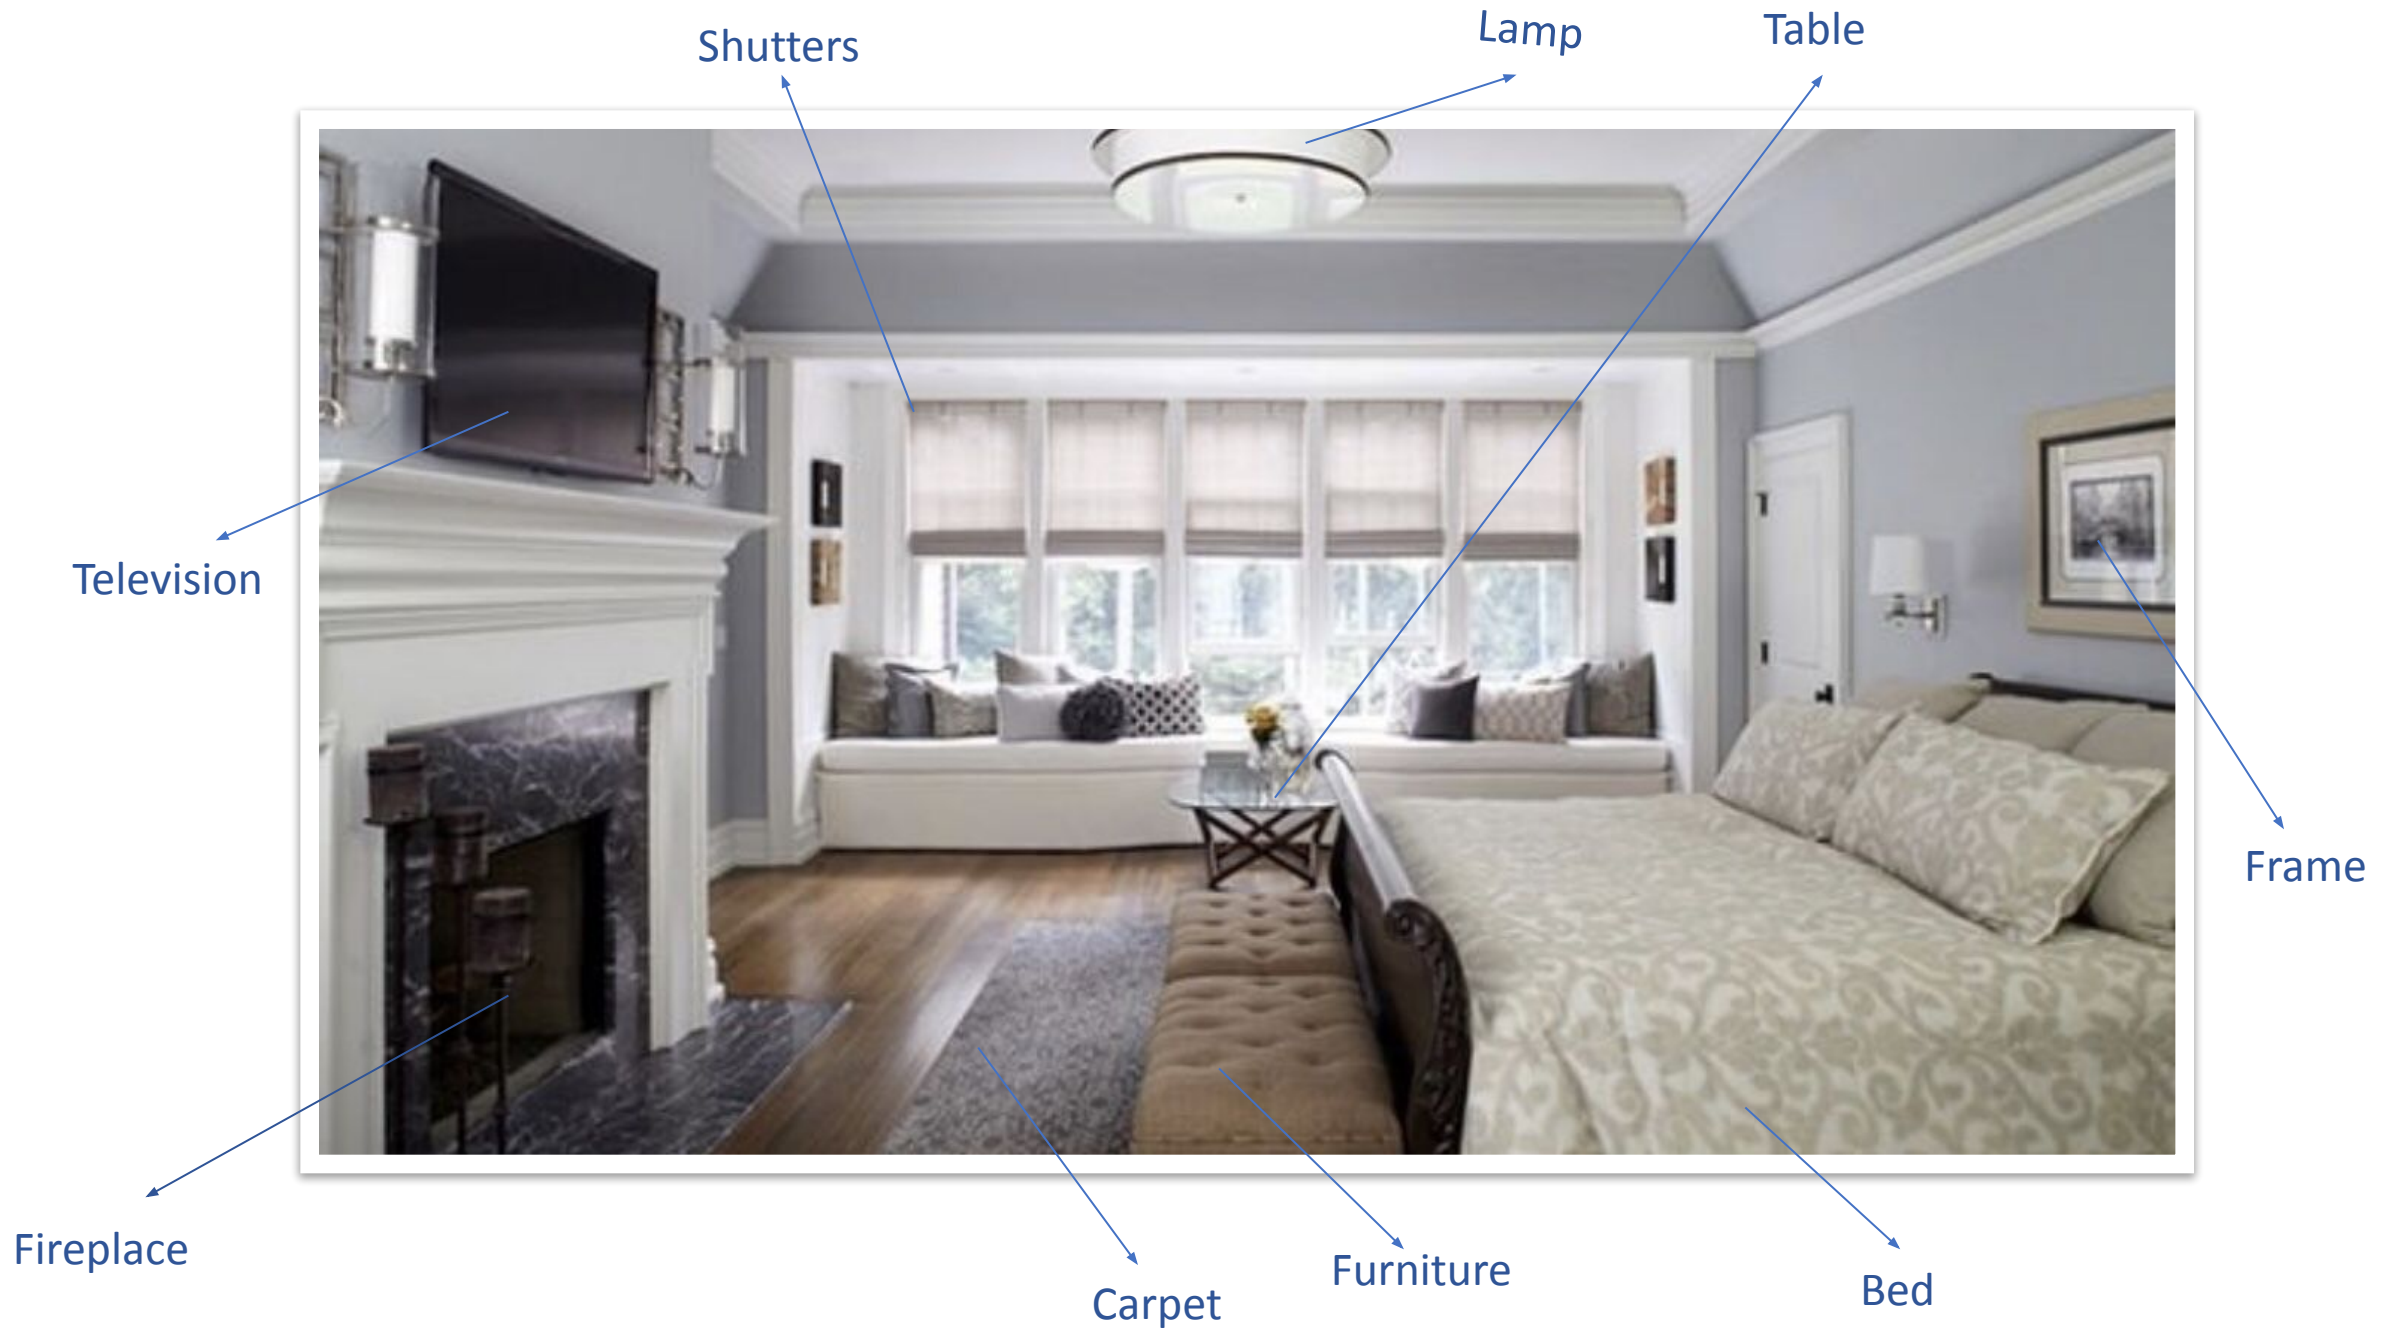 Shutters
Lamp
Table
Television
Frame
Fireplace
Carpet
Furniture
Bed